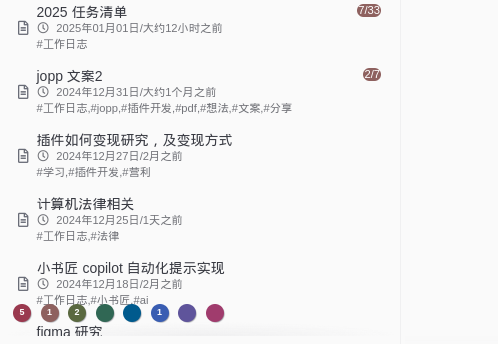 2025 任务清单 7/33
2025年01月01日/大约12小时之前
#工作日志
jopp 文案2 2/7
2024年12月31日/大约1个月之前
#工作日志,#jopp,#插件开发,#pdf,#想法,#文案,#分享
插件如何变现研究，及变现方式
2024年12月27日/2月之前
#学习,#插件开发,#营利
计算机法律相关
2024年12月25日/1天之前
#工作日志,#法律
小书匠 copilot 自动化提示实现
2024年12月18日/2月之前
#工作日志,#小书匠,#ai
5 1 2 1
figma 研究